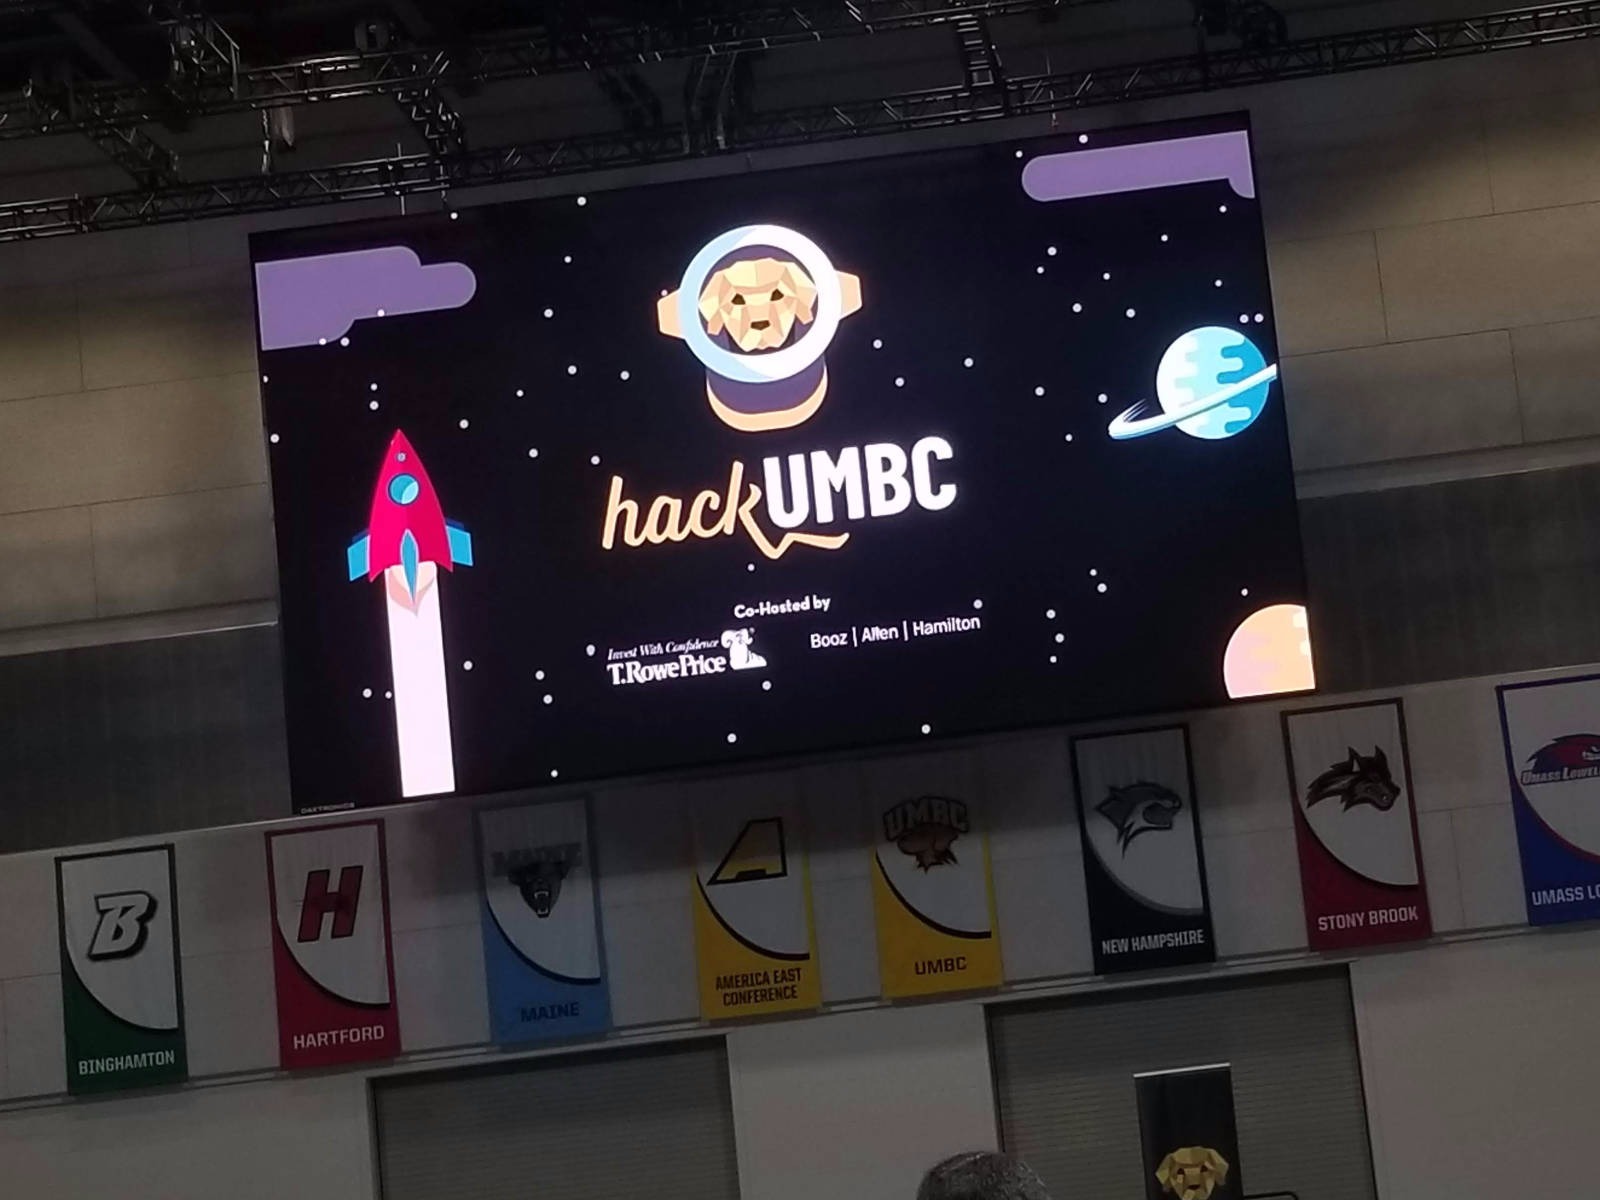 hackUMBC
Co-Hosted by
Invest With Confidence
T.RowePrice
Booz | Allen | Hamilton
DAKTRONICS
B
BINGHAMTON
H
HARTFORD
MAINE
MAINE
A
AMERICA EAST
CONFERENCE
UMBC
UMBC
NEW HAMPSHIRE
STONY BROOK
UMASS LOWEL
UMASS LO